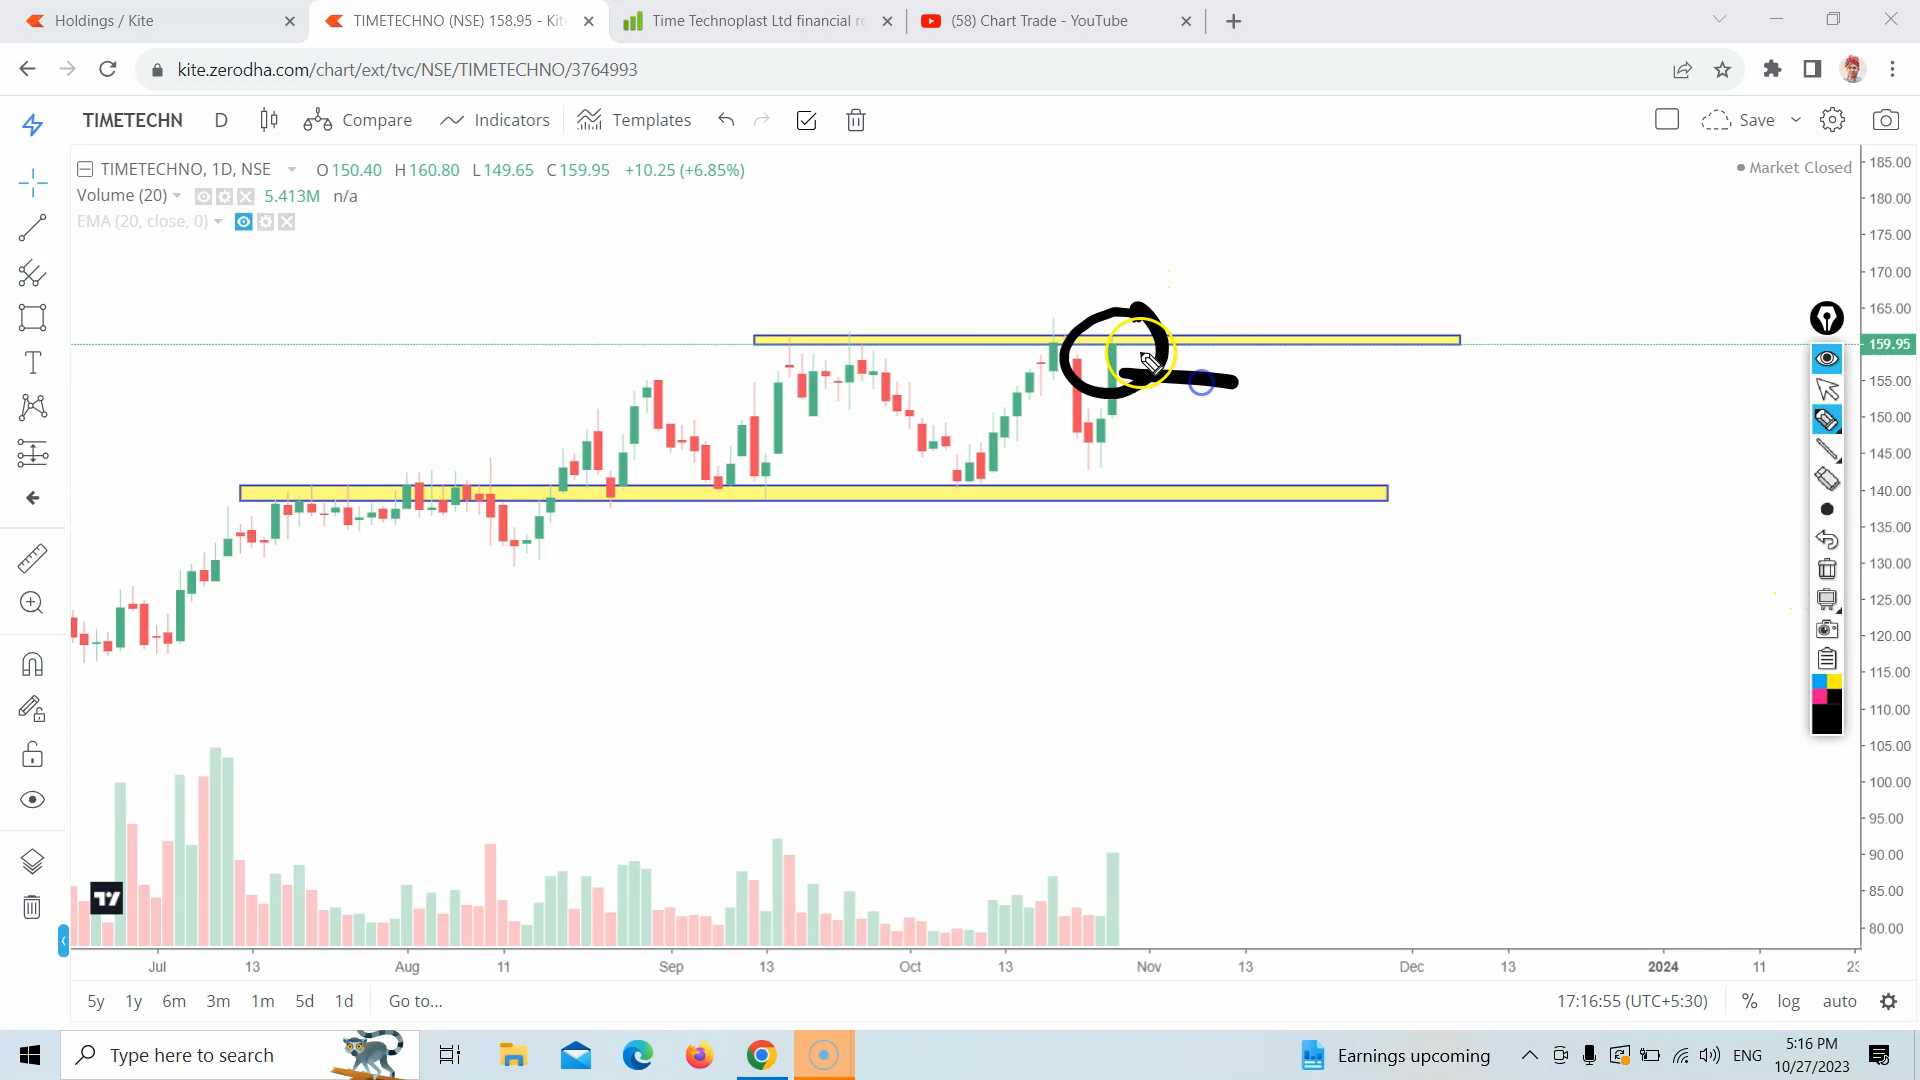 Holdings / Kite
TIMETECHNO (NSE) 158.95 - Kit
Time Technoplast Ltd financial re
(58) Chart Trade - YouTube
kite.zerodha.com/chart/ext/tvc/NSE/TIMETECHNO/3764993
TIMETECHN D Compare Indicators Templates Save
TIMETECHNO, 1D, NSE O150.40 H160.80 L149.65 C159.95 +10.25 (+6.85%)
Market Closed
Volume (20) 5.413M n/a
EMA (20, close, 0)
185.00
180.00
175.00
170.00
165.00
159.95
155.00
150.00
145.00
140.00
135.00
130.00
125.00
120.00
115.00
110.00
105.00
100.00
95.00
90.00
85.00
80.00
Jul 13 Aug 11 Sep 13 Oct 13 Nov 13 Dec 13 2024 11
5y 1y 6m 3m 1m 5d 1d Go to...
17:16:55 (UTC+5:30) % log auto
Type here to search
Earnings upcoming
ENG
5:16 PM
10/27/2023